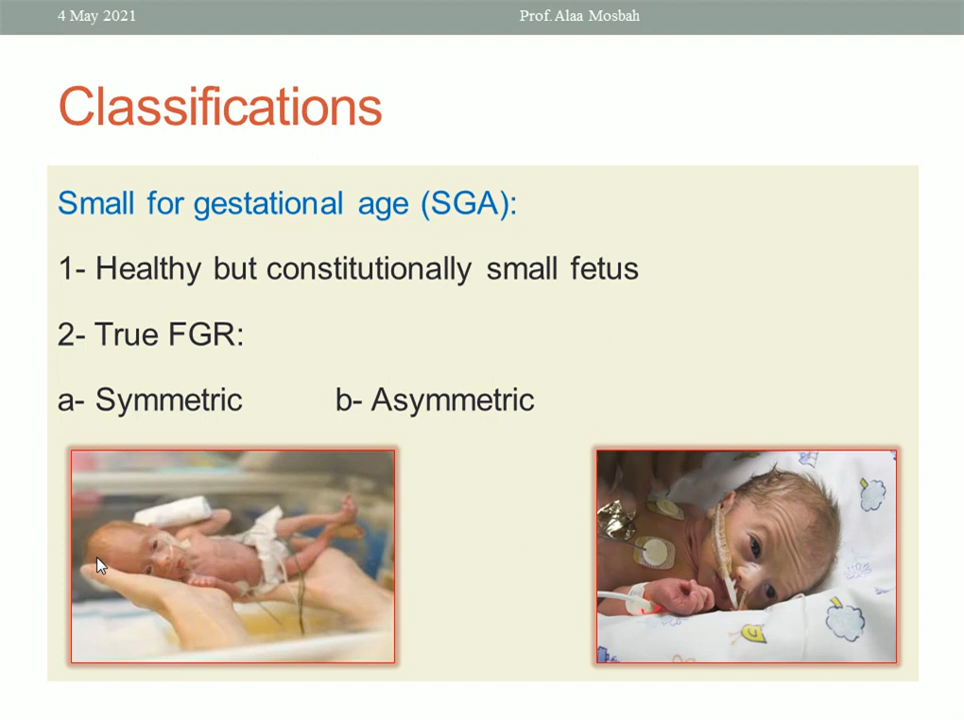 4 May 2021 Prof.Alaa Mosbah
Classifications
Small for gestational age (SGA):
1- Healthy but constitutionally small fetus
2- True FGR:
a- Symmetric b- Asymmetric